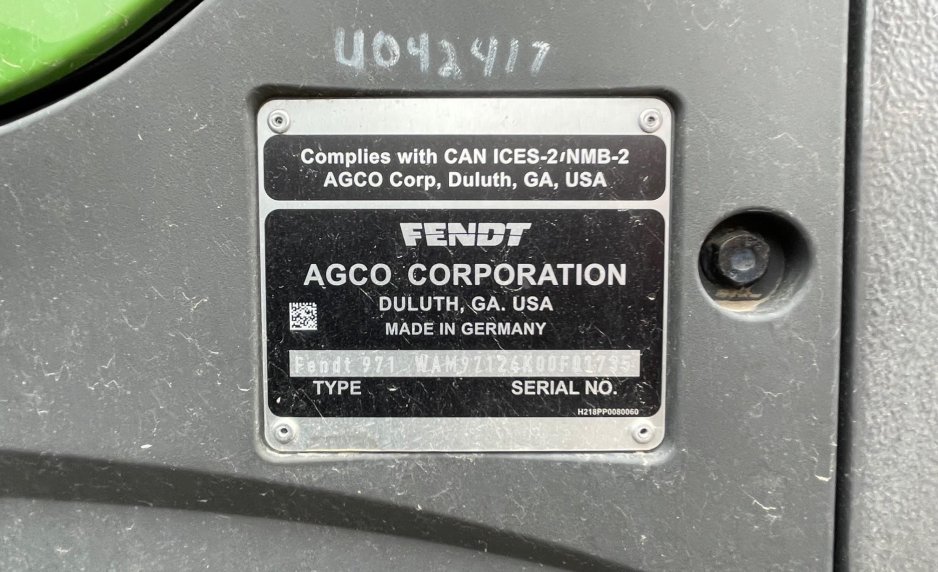 U042417
Complies with CAN ICES-2/NMB-2
AGCO Corp, Duluth, GA, USA
FENDT
AGCO CORPORATION
DULUTH, GA. USA
MADE IN GERMANY
Fendt 971
TYPE SERIAL NO.
H218PP0080060